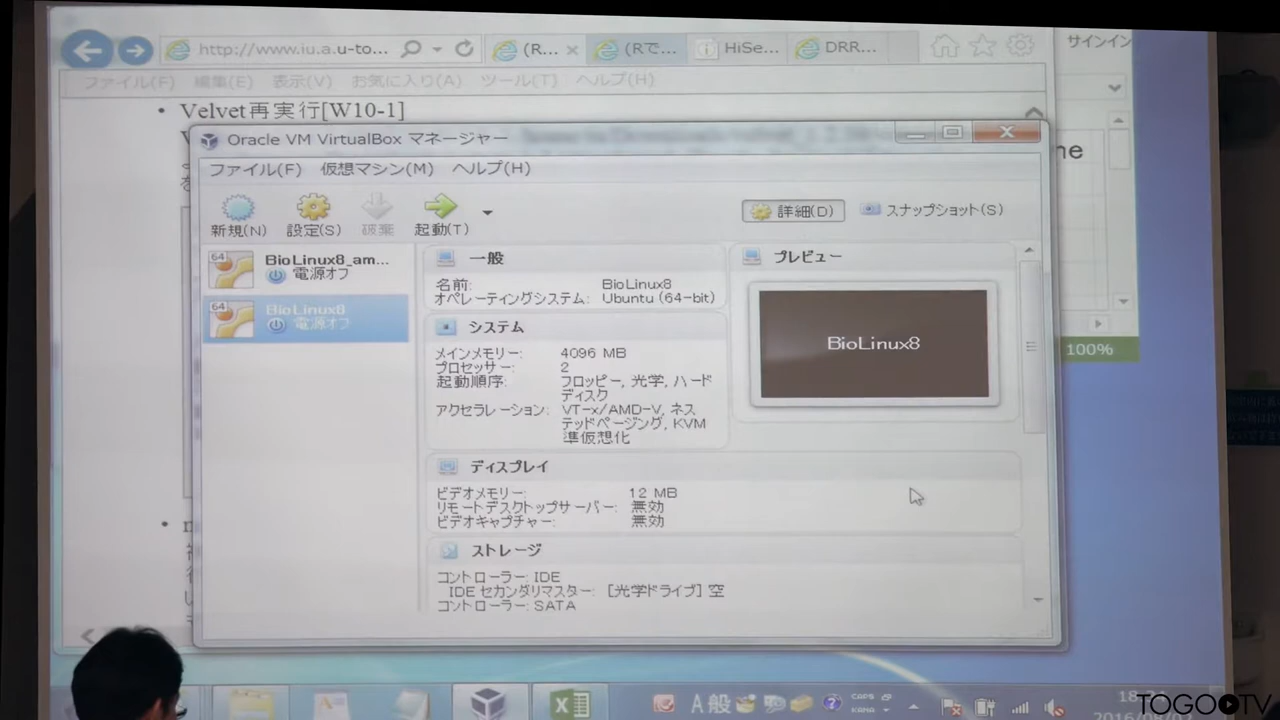 http://www.iu.a.u-to...
(R...
(Rで...
HiSe...
DRR...
サインイン
ファイル(F) 編集(E) 表示(V) お気に入り(A) ツール(T) ヘルプ(H)
• Velvet再実行[W10-1]
Oracle VM VirtualBox マネージャー
ファイル(F) 仮想マシン(M) ヘルプ(H)
新規(N) 設定(S) 破棄 起動(T)
詳細(D) スナップショット(S)
64 BioLinux8_am...
電源オフ
64 BioLinux8
電源オフ
一般
名前: BioLinux8
オペレーティングシステム: Ubuntu (64-bit)
システム
メインメモリー: 4096 MB
プロセッサー: 2
起動順序: フロッピー, 光学, ハード
ディスク
アクセラレーション: VT-x/AMD-V, ネス
テッドページング, KVM
準仮想化
プレビュー
BioLinux8
ディスプレイ
ビデオメモリー: 12 MB
リモートデスクトップサーバー: 無効
ビデオキャプチャー: 無効
ストレージ
コントローラー: IDE
IDE セカンダリマスター: [光学ドライブ] 空
コントローラー: SATA
100%
A 般
CAPS
KANA
TOGOTV